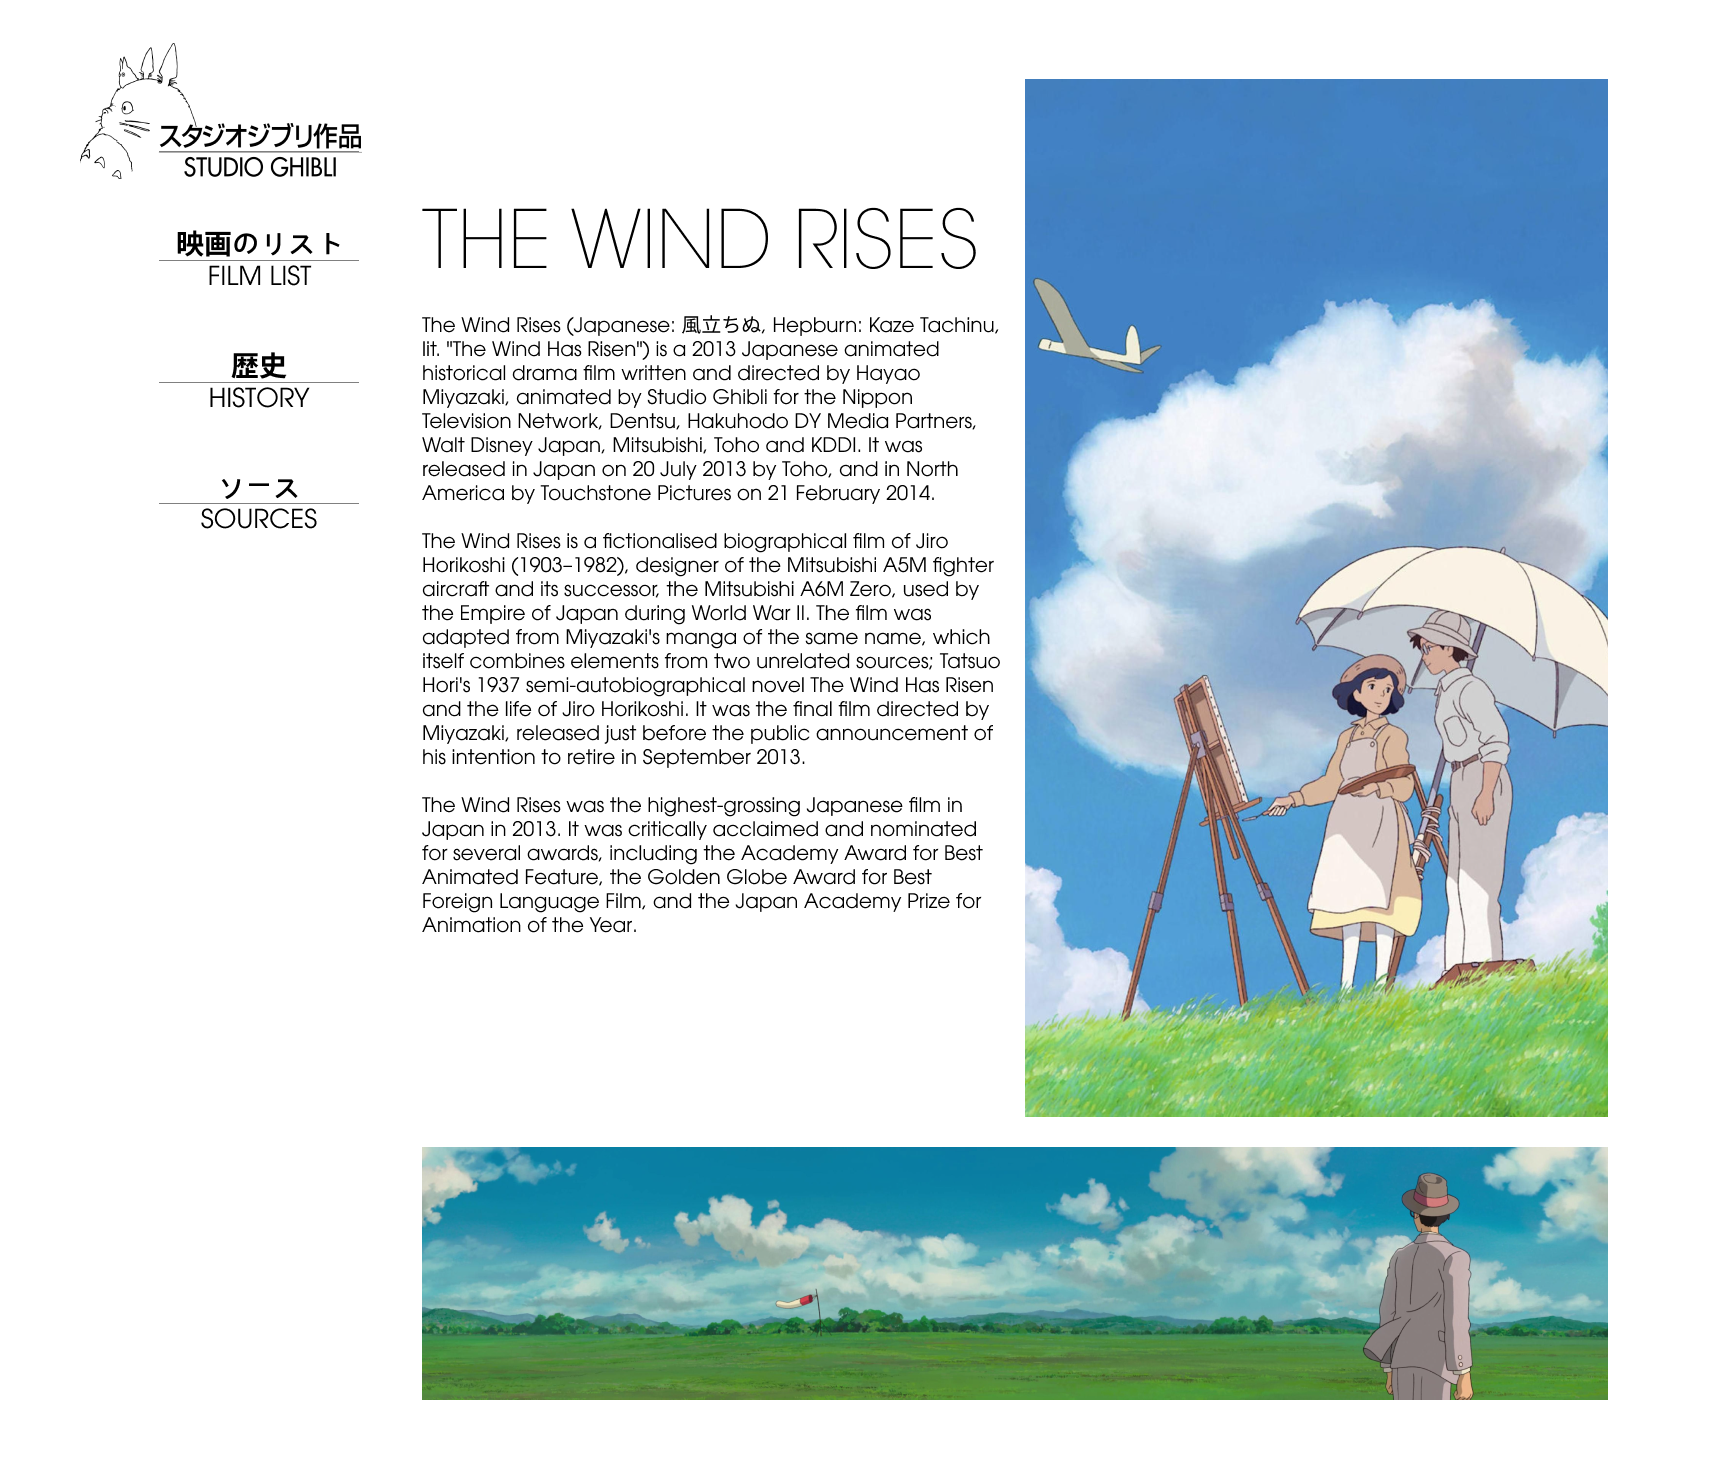 スタジオジブリ作品
STUDIO GHIBLI
映画のリスト
FILM LIST
歴史
HISTORY
ソース
SOURCES
THE WIND RISES
The Wind Rises (Japanese: 風立ちぬ, Hepburn: Kaze Tachinu,
lit. "The Wind Has Risen") is a 2013 Japanese animated
historical drama film written and directed by Hayao
Miyazaki, animated by Studio Ghibli for the Nippon
Television Network, Dentsu, Hakuhodo DY Media Partners,
Walt Disney Japan, Mitsubishi, Toho and KDDI. It was
released in Japan on 20 July 2013 by Toho, and in North
America by Touchstone Pictures on 21 February 2014.
The Wind Rises is a fictionalised biographical film of Jiro
Horikoshi (1903–1982), designer of the Mitsubishi A5M fighter
aircraft and its successor, the Mitsubishi A6M Zero, used by
the Empire of Japan during World War II. The film was
adapted from Miyazaki's manga of the same name, which
itself combines elements from two unrelated sources; Tatsuo
Hori's 1937 semi-autobiographical novel The Wind Has Risen
and the life of Jiro Horikoshi. It was the final film directed by
Miyazaki, released just before the public announcement of
his intention to retire in September 2013.
The Wind Rises was the highest-grossing Japanese film in
Japan in 2013. It was critically acclaimed and nominated
for several awards, including the Academy Award for Best
Animated Feature, the Golden Globe Award for Best
Foreign Language Film, and the Japan Academy Prize for
Animation of the Year.